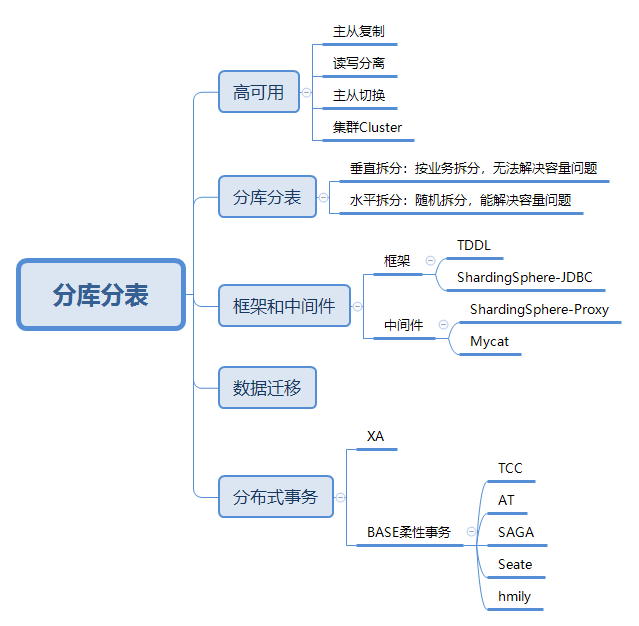 分库分表
高可用
主从复制
读写分离
主从切换
集群Cluster
分库分表
垂直拆分：按业务拆分，无法解决容量问题
水平拆分：随机拆分，能解决容量问题
框架和中间件
框架
TDDL
ShardingSphere-JDBC
中间件
ShardingSphere-Proxy
Mycat
数据迁移
分布式事务
XA
BASE柔性事务
TCC
AT
SAGA
Seate
hmily